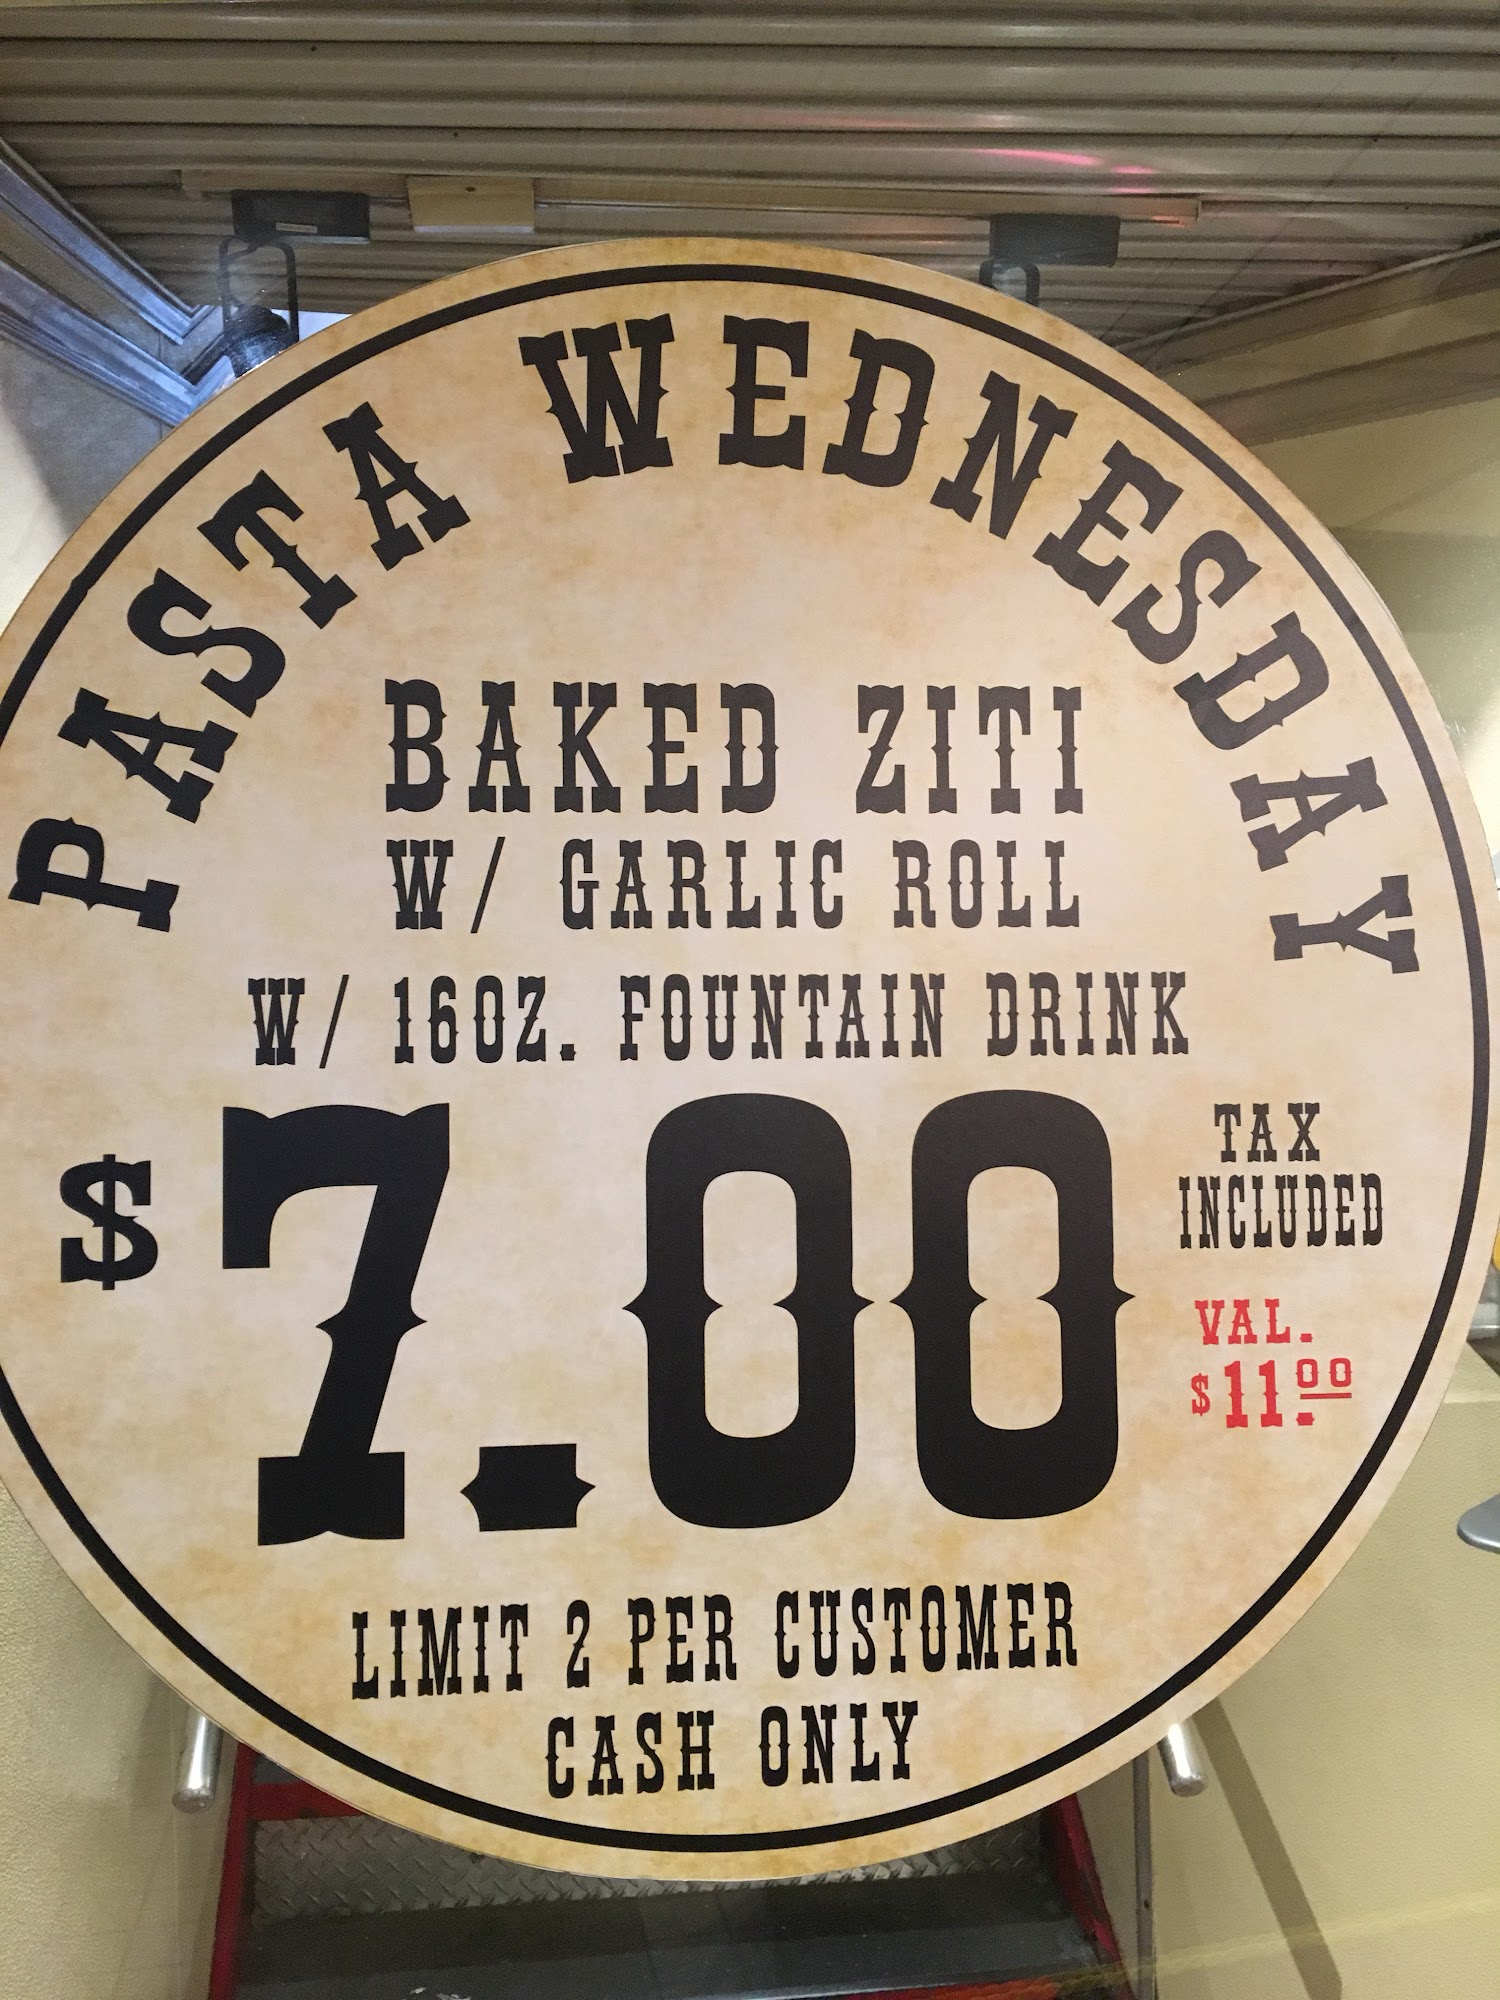 PASTA WEDNESDAY
BAKED ZITI
W/ GARLIC ROLL
W/ 16OZ. FOUNTAIN DRINK
$7.00
TAX
INCLUDED
VAL.
$11.00
LIMIT 2 PER CUSTOMER
CASH ONLY